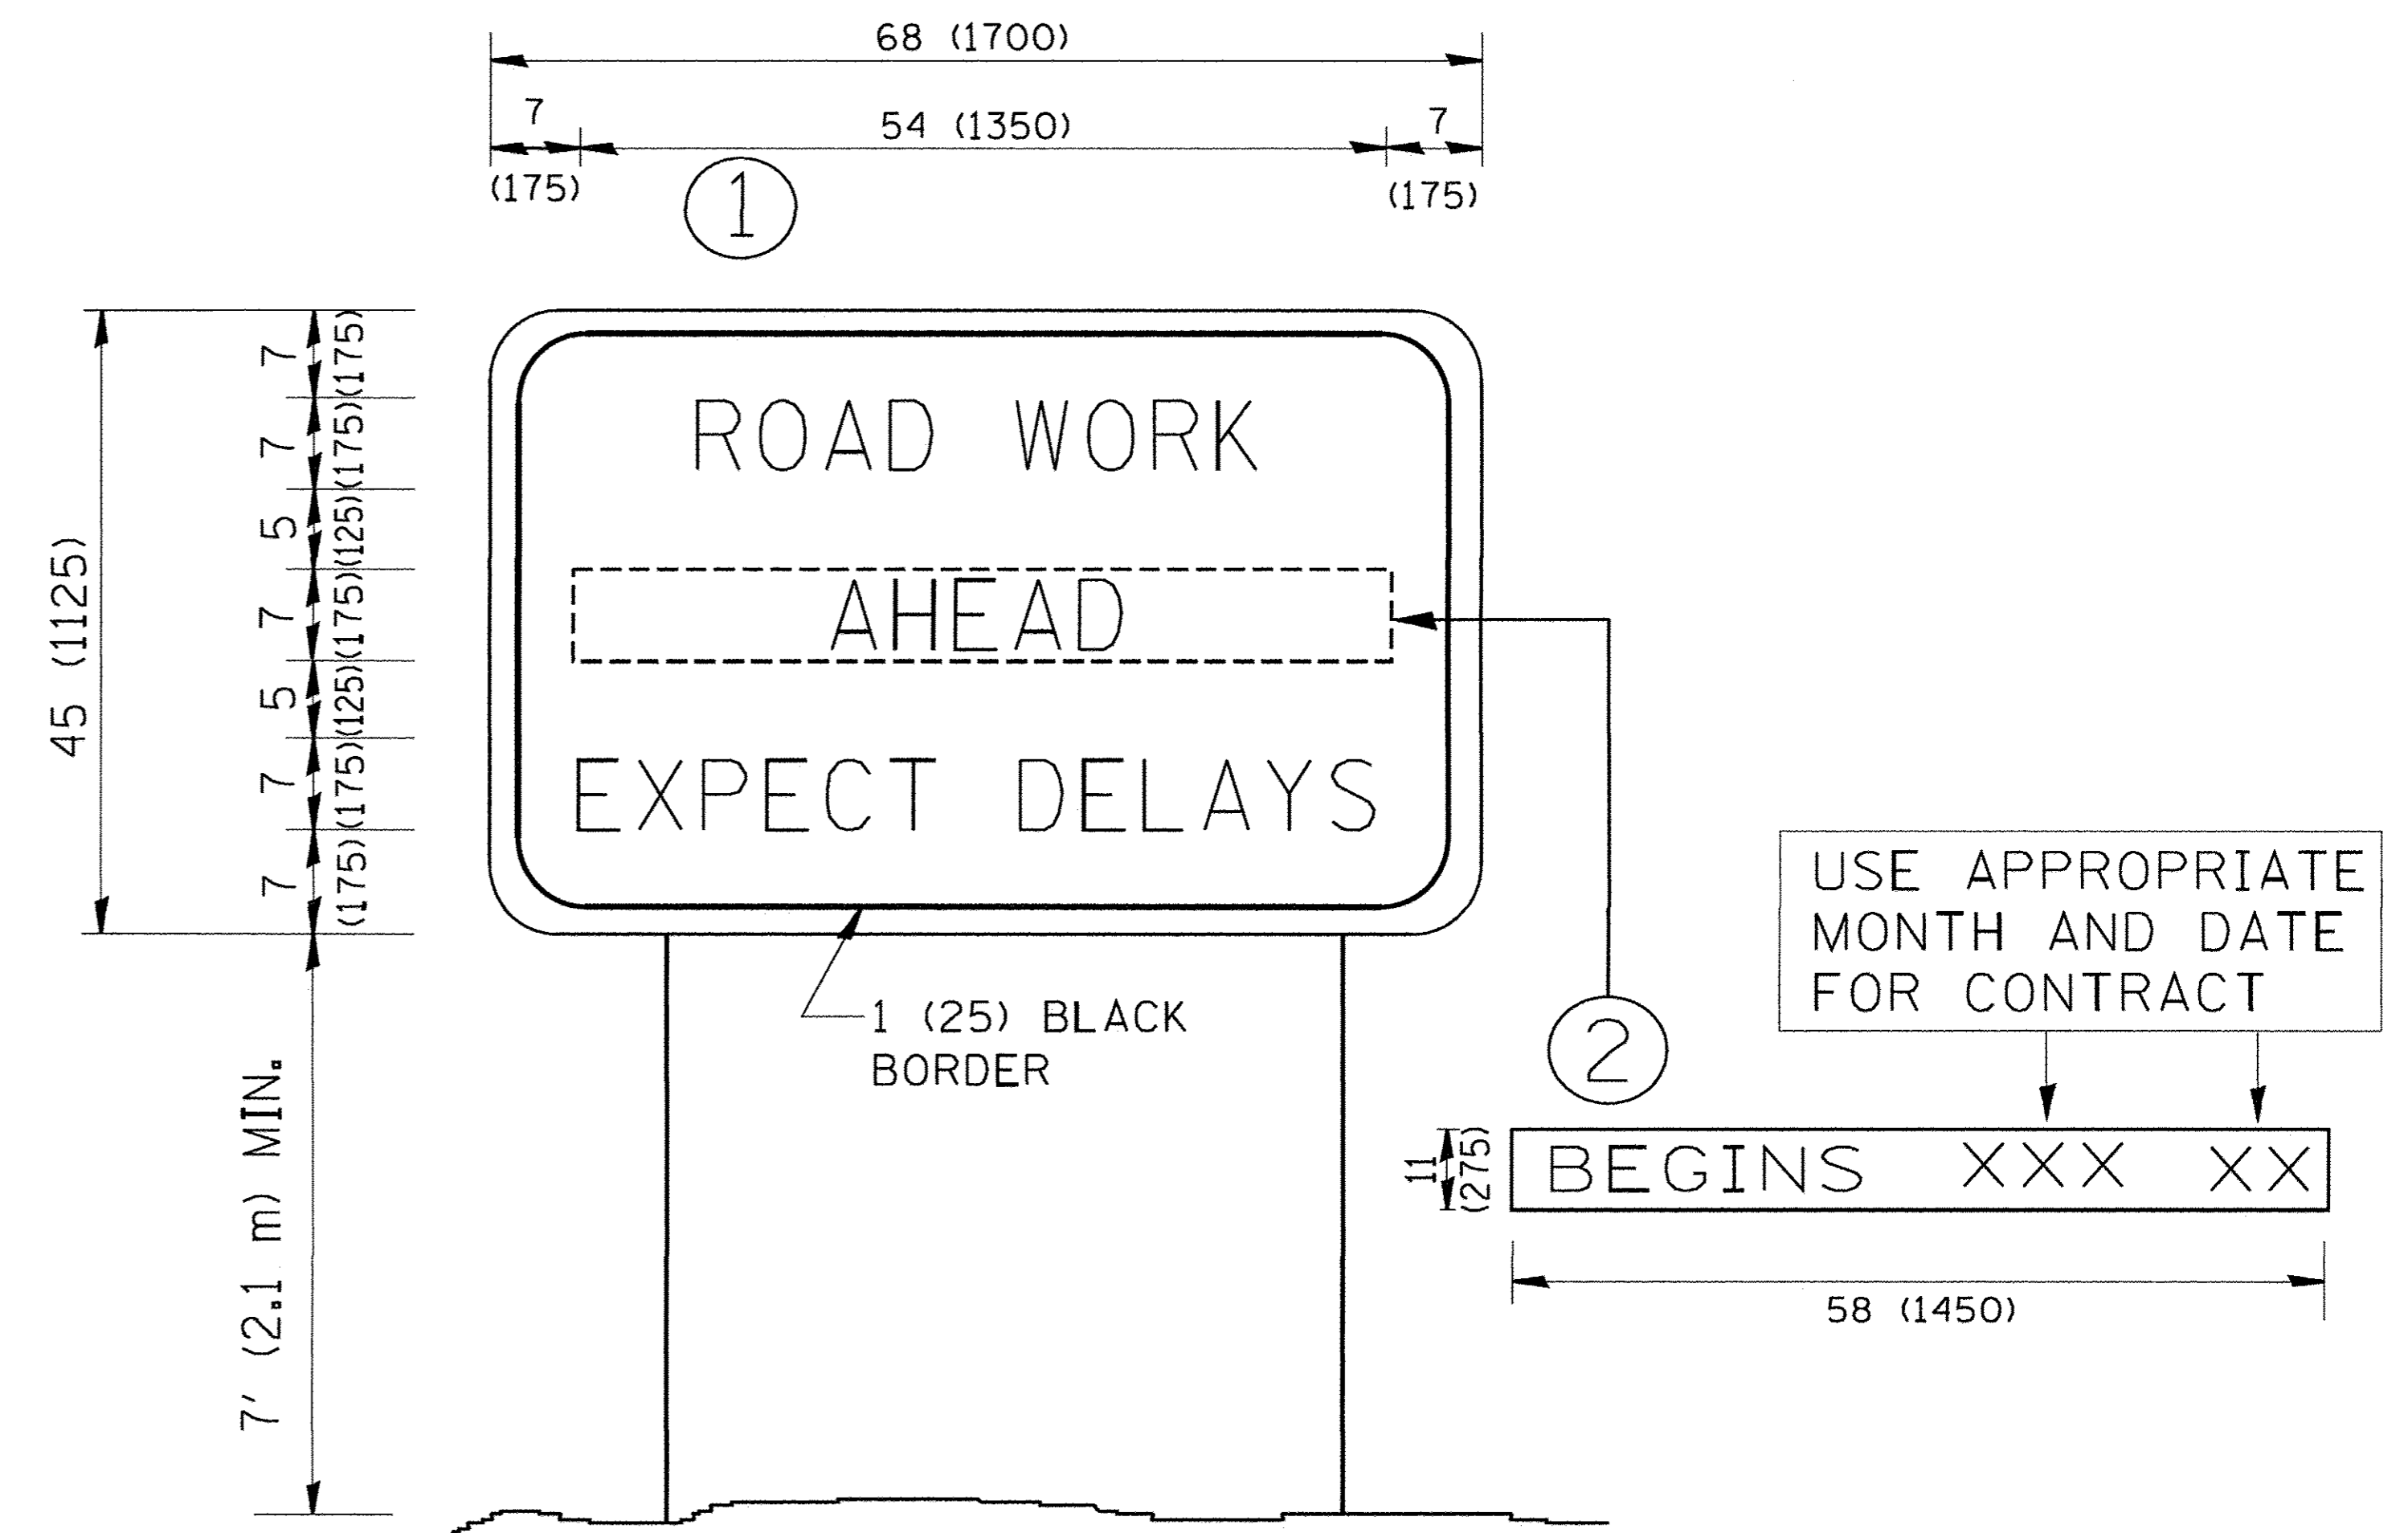 68 (1700)
7
54 (1350)
7
(175)
(175)
1
45 (1125)
7
(175)
7
(175)
5
(125)
7
(175)
5
(125)
7
(175)
7
(175)
ROAD WORK
AHEAD
EXPECT DELAYS
1 (25) BLACK
BORDER
7' (2.1 m) MIN.
2
USE APPROPRIATE
MONTH AND DATE
FOR CONTRACT
11
(275)
BEGINS XXX XX
58 (1450)